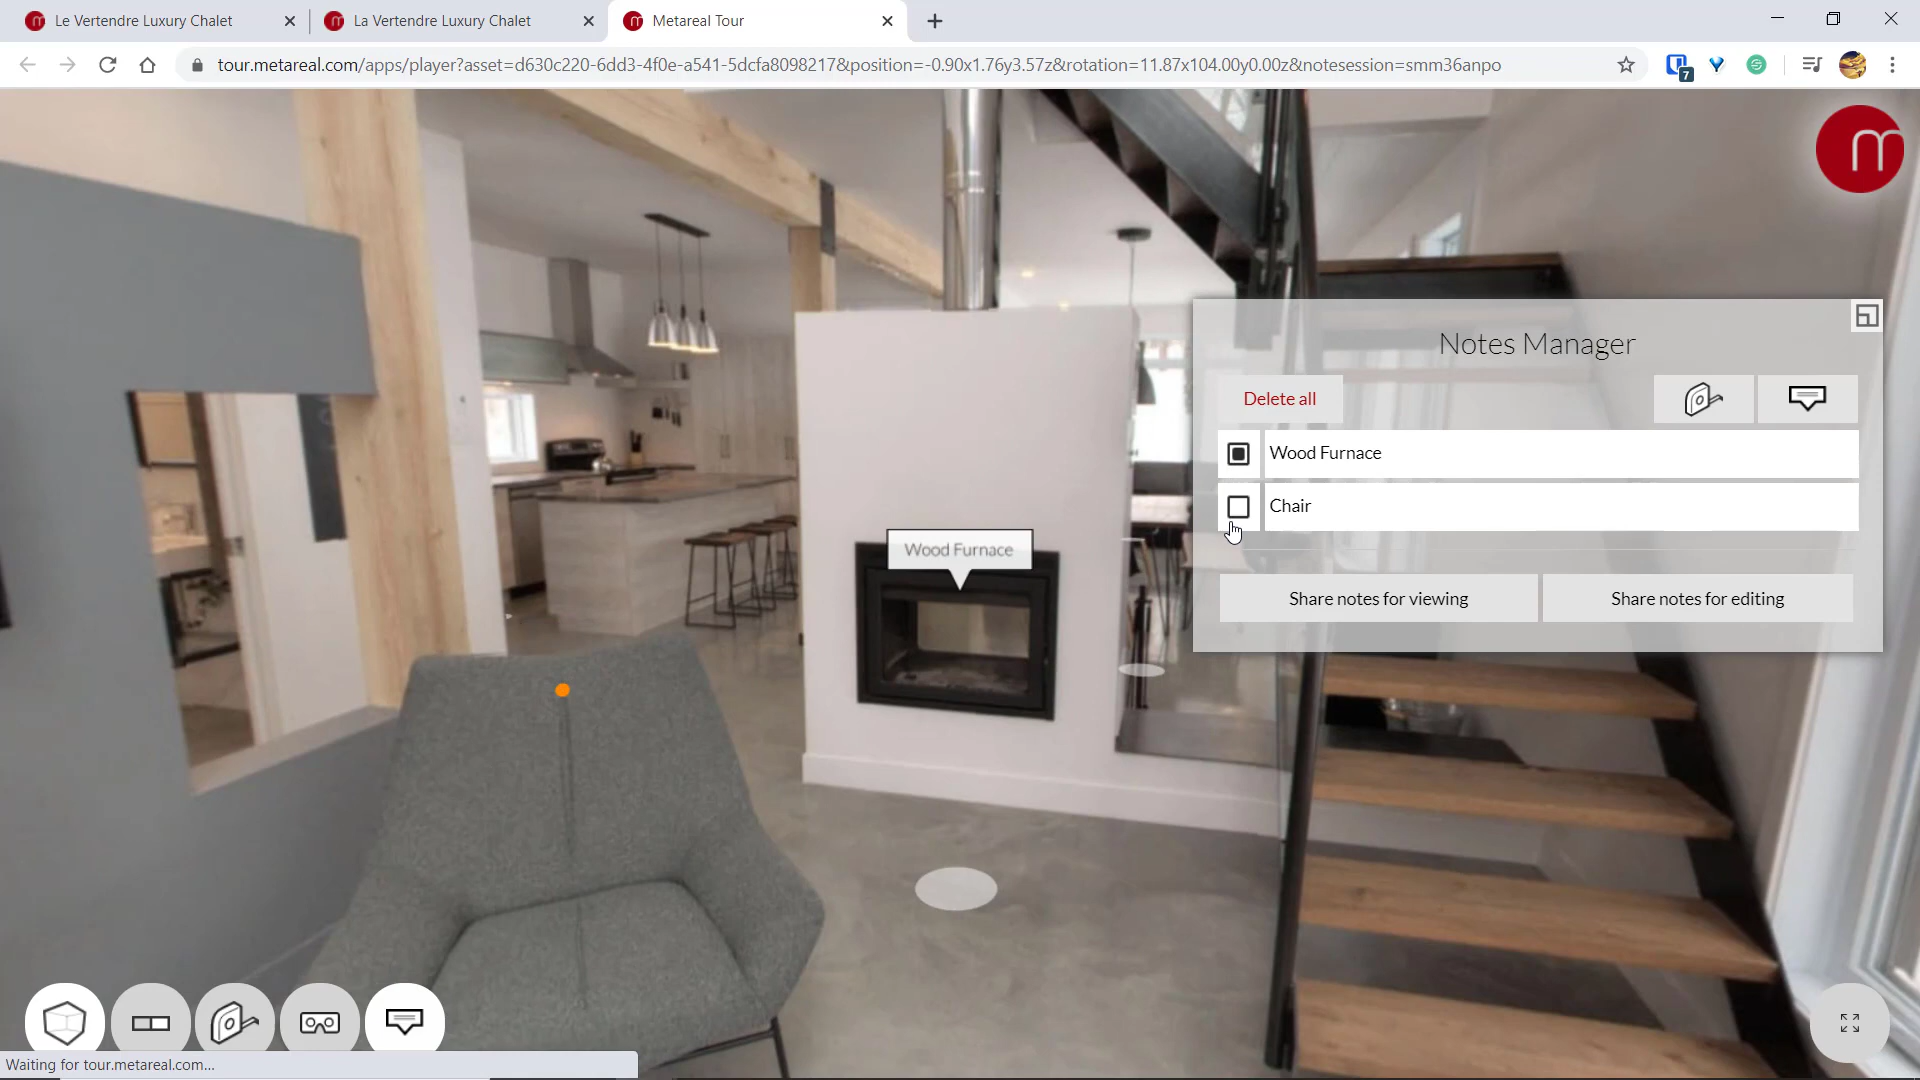 Le Vertendre Luxury Chalet
La Vertendre Luxury Chalet
Metareal Tour
tour.metareal.com/apps/player?asset=d630c220-6dd3-4f0e-a541-5dcfa8098217&position=-0.90x1.76y3.57z&rotation=11.87x104.00y0.00z&notesession=smm36anpo
7
m
Notes Manager
Delete all
Wood Furnace
Chair
Wood Furnace
Share notes for viewing
Share notes for editing
Waiting for tour.metareal.com...